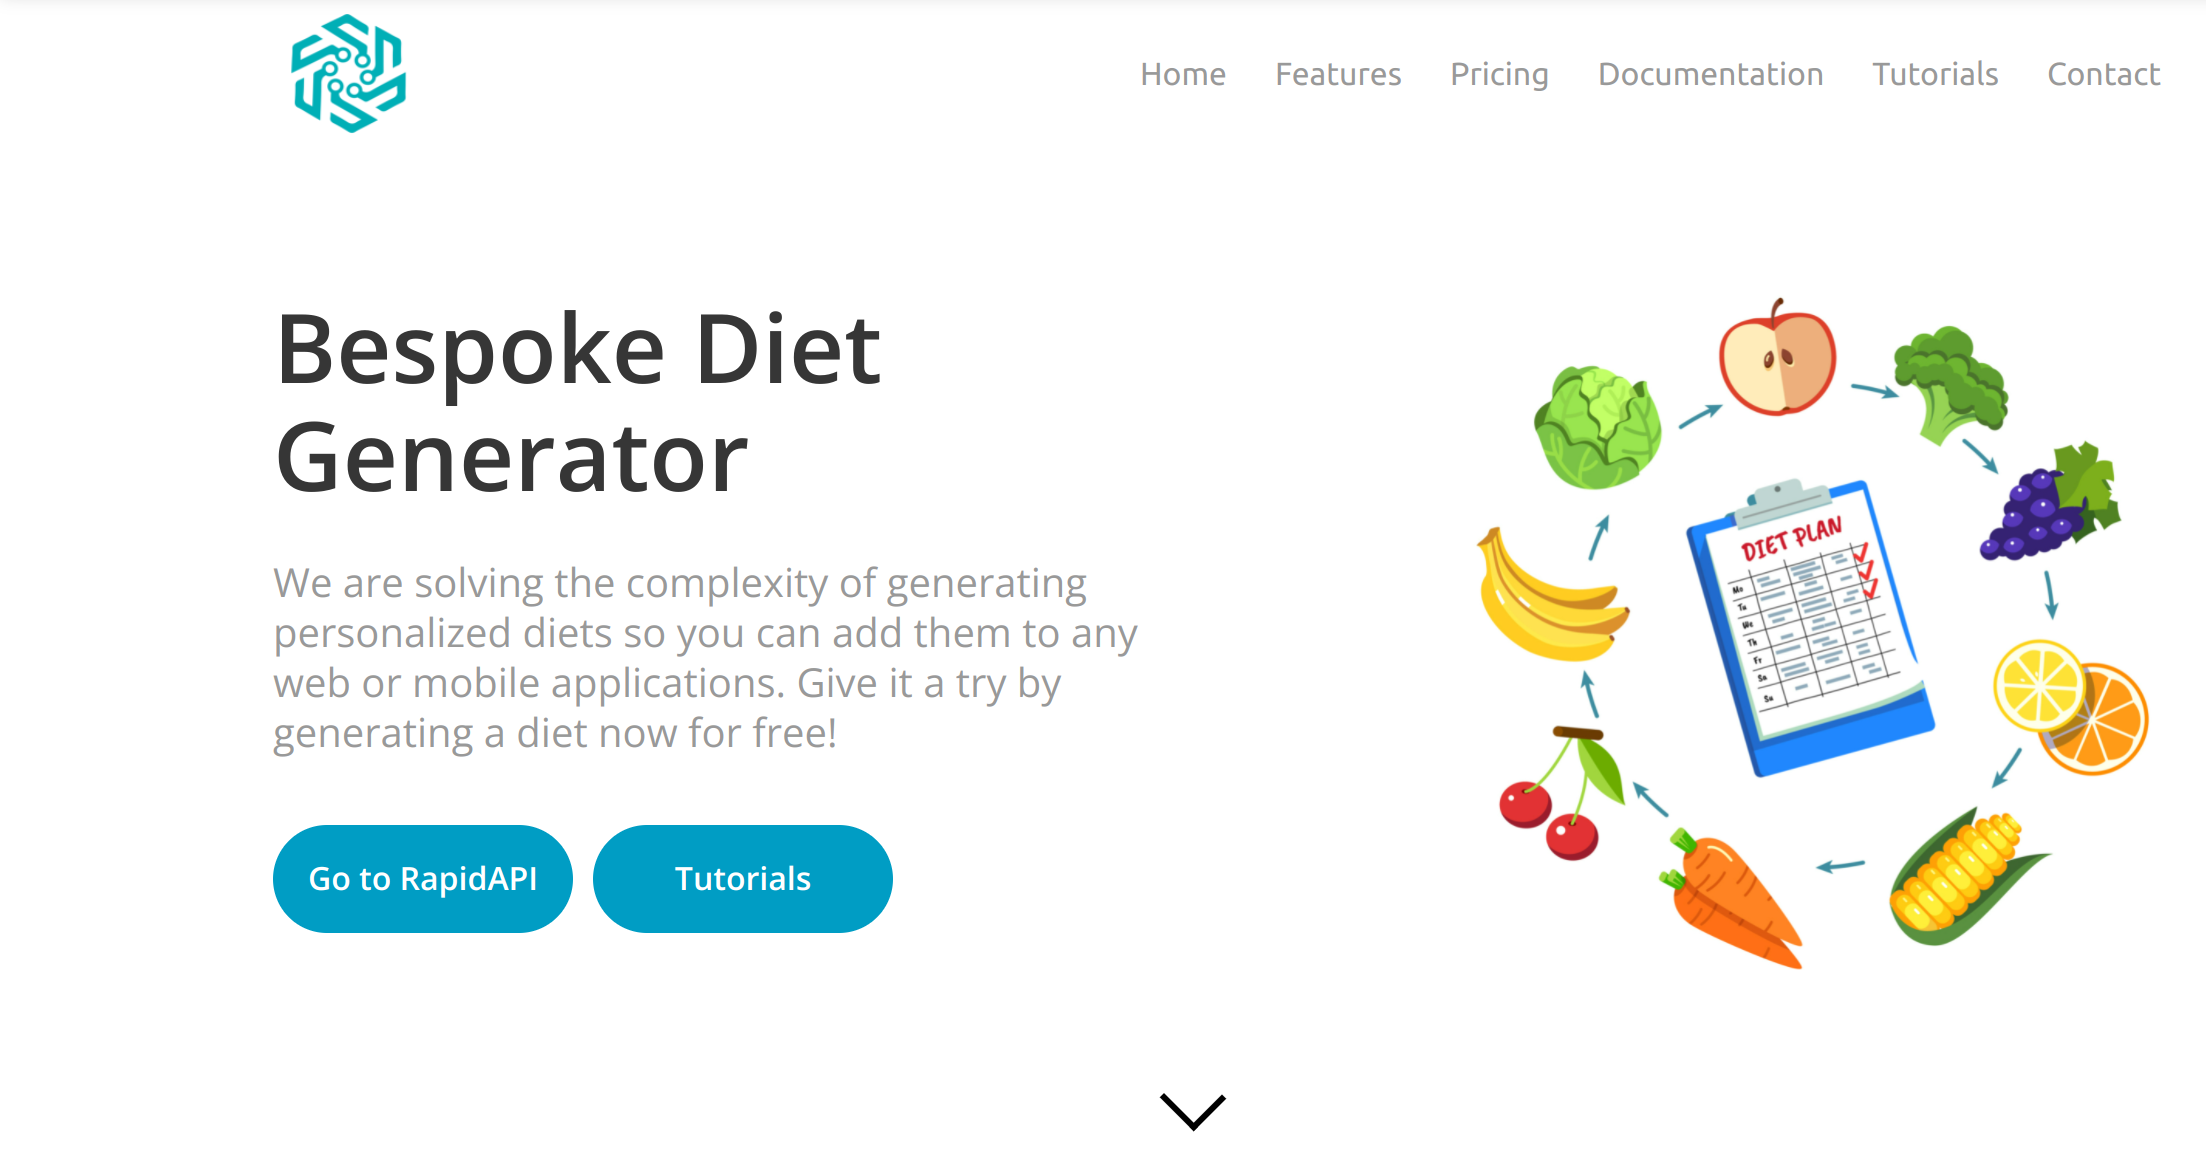 Home Features Pricing Documentation Tutorials Contact
Bespoke Diet
Generator
We are solving the complexity of generating
personalized diets so you can add them to any
web or mobile applications. Give it a try by
generating a diet now for free!
Go to RapidAPI Tutorials
DIET PLAN
Mo
Tu
We
Th
Fr
Sa
Su